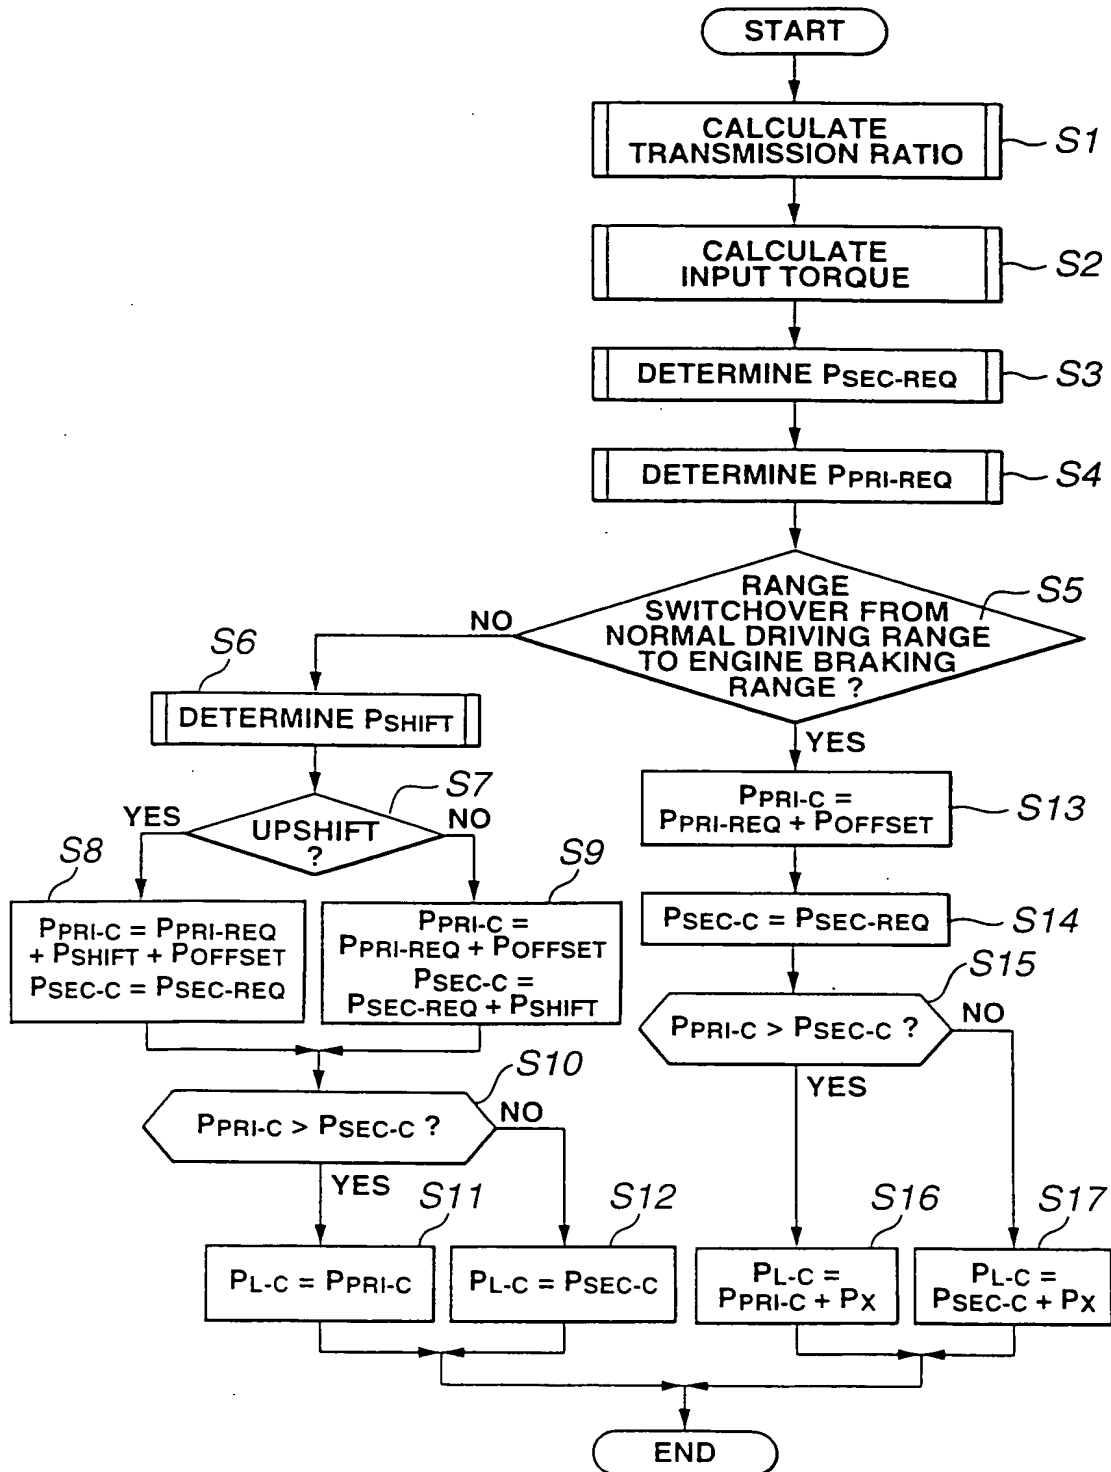 START
CALCULATE
TRANSMISSION RATIO
S1
CALCULATE
INPUT TORQUE
S2
DETERMINE PSEC-REQ
S3
DETERMINE PPRI-REQ
S4
RANGE
SWITCHOVER FROM
NORMAL DRIVING RANGE
TO ENGINE BRAKING
RANGE ?
S5
NO
YES
S6
DETERMINE PSHIFT
S7
UPSHIFT
?
YES
NO
S8
PPRI-C = PPRI-REQ
+ PSHIFT + POFFSET
PSEC-C = PSEC-REQ
S9
PPRI-C =
PPRI-REQ + POFFSET
PSEC-C =
PSEC-REQ + PSHIFT
S10
PPRI-C > PSEC-C ?
NO
YES
S11
PL-C = PPRI-C
S12
PL-C = PSEC-C
PPRI-C =
PPRI-REQ + POFFSET
S13
PSEC-C = PSEC-REQ
S14
S15
PPRI-C > PSEC-C ?
NO
YES
S16
PL-C =
PPRI-C + PX
S17
PL-C =
PSEC-C + PX
END